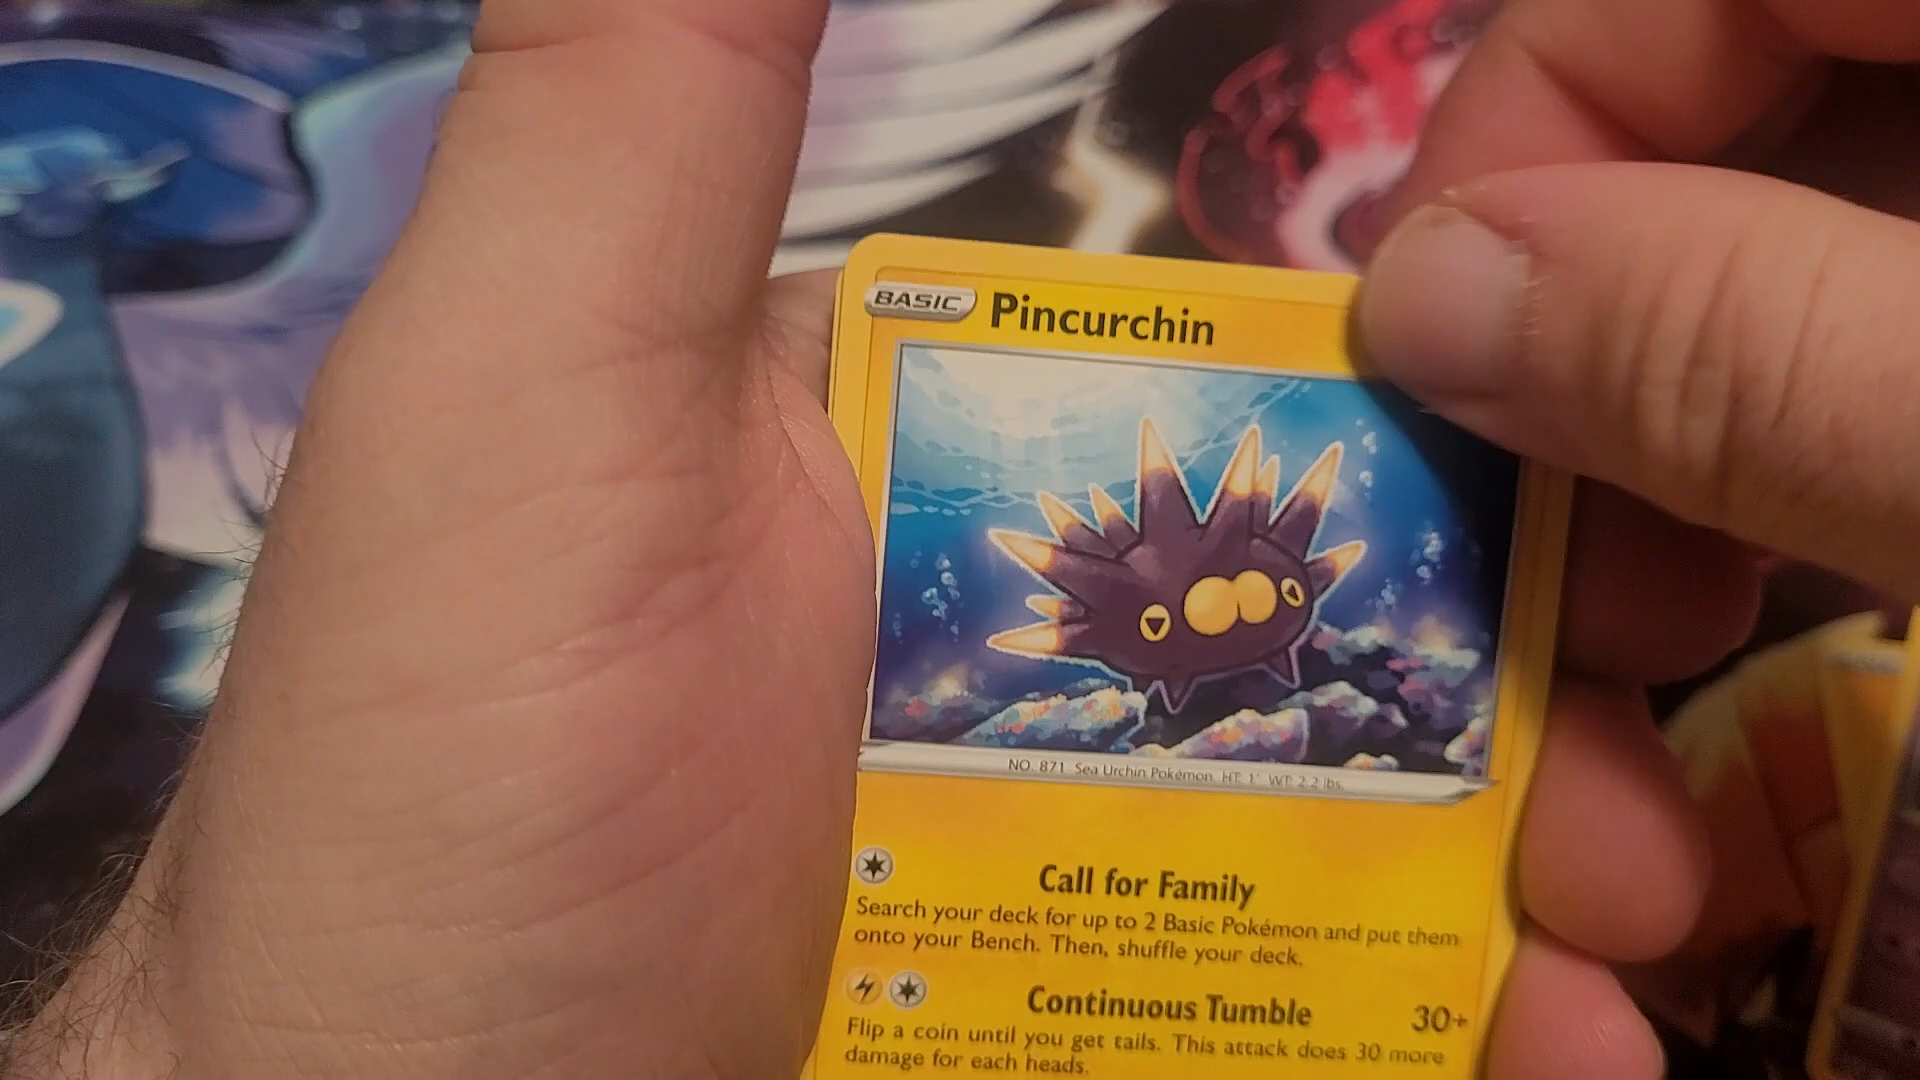 BASIC Pincurchin
NO. 871 Sea Urchin Pokémon. HT: 1' WT: 2.2 lbs.
Call for Family
Search your deck for up to 2 Basic Pokémon and put them
onto your Bench. Then, shuffle your deck.
Continuous Tumble 30+
Flip a coin until you get tails. This attack does 30 more
damage for each heads.